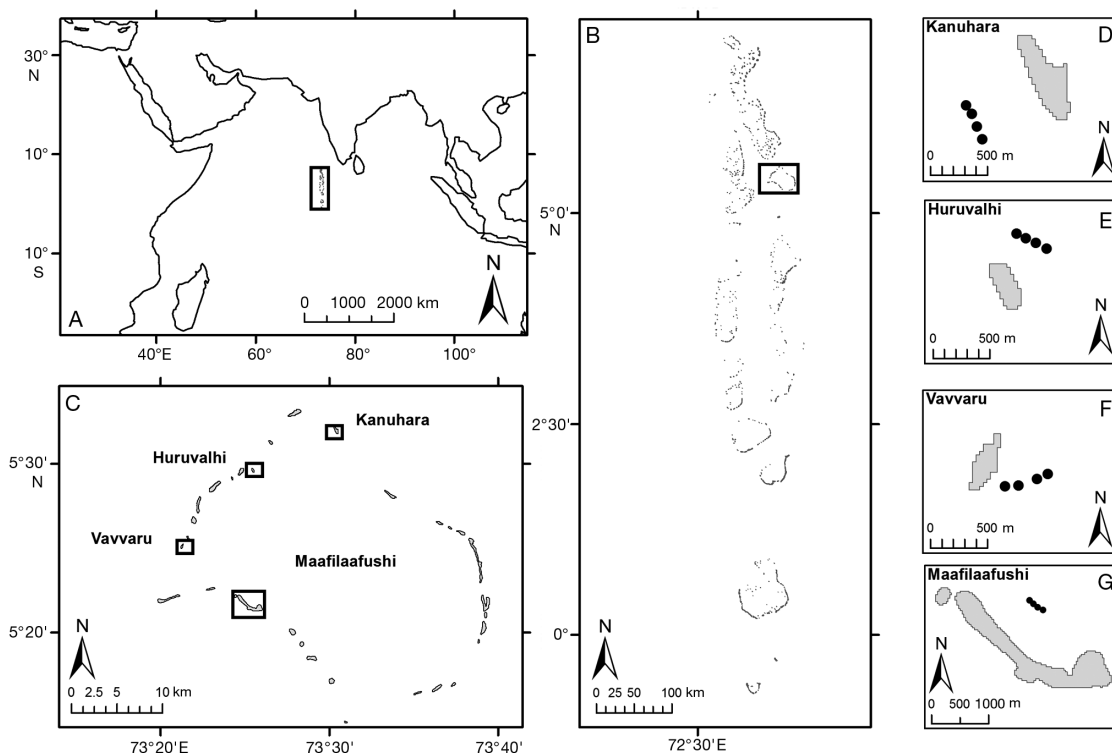 30°
N
10°
10°
S
A
N
0 1000 2000 km
40°E 60° 80° 100°
B
5°0'
N
2°30'
0°
N
0 25 50 100 km
72°30'E
C
Kanuhara
5°30'
N
Huruvalhi
Vavvaru
Maafilaafushi
5°20'
N
0 2.5 5 10 km
73°20'E 73°30' 73°40'
Kanuhara D
N
0 500 m
Huruvalhi
E
N
0 500 m
Vavvaru
F
N
0 500 m
Maafilaafushi
G
N
0 500 1000 m